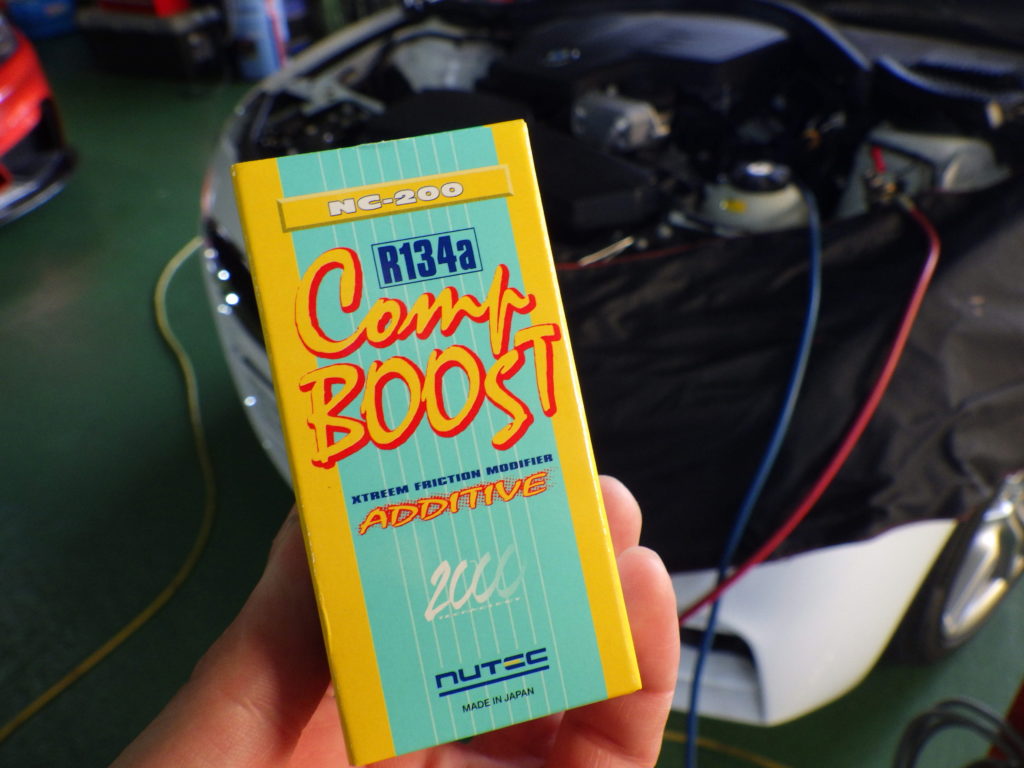 NC-200
R134a
Comp
BOOST
XTREEM FRICTION MODIFIER
ADDITIVE
2000
NUTEC
MADE IN JAPAN